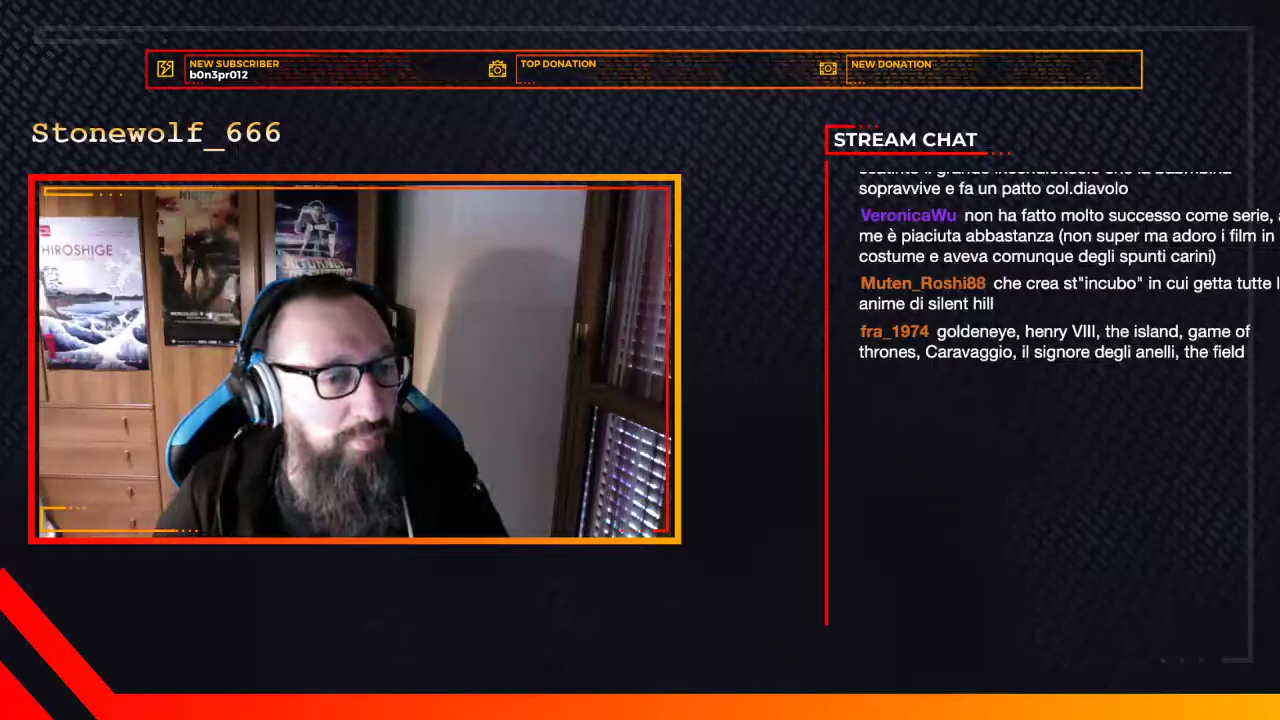 NEW SUBSCRIBER
b0n3pr012
TOP DONATION
NEW DONATION
Stonewolf_666
STREAM CHAT
sopravvive e fa un patto col.diavolo
VeronicaWu non ha fatto molto successo come serie, a
me è piaciuta abbastanza (non super ma adoro i film in
costume e aveva comunque degli spunti carini)
Muten_Roshi88 che crea st"incubo" in cui getta tutte l
anime di silent hill
fra_1974 goldeneye, henry VIII, the island, game of
thrones, Caravaggio, il signore degli anelli, the field
HIROSHIGE
NIGHT